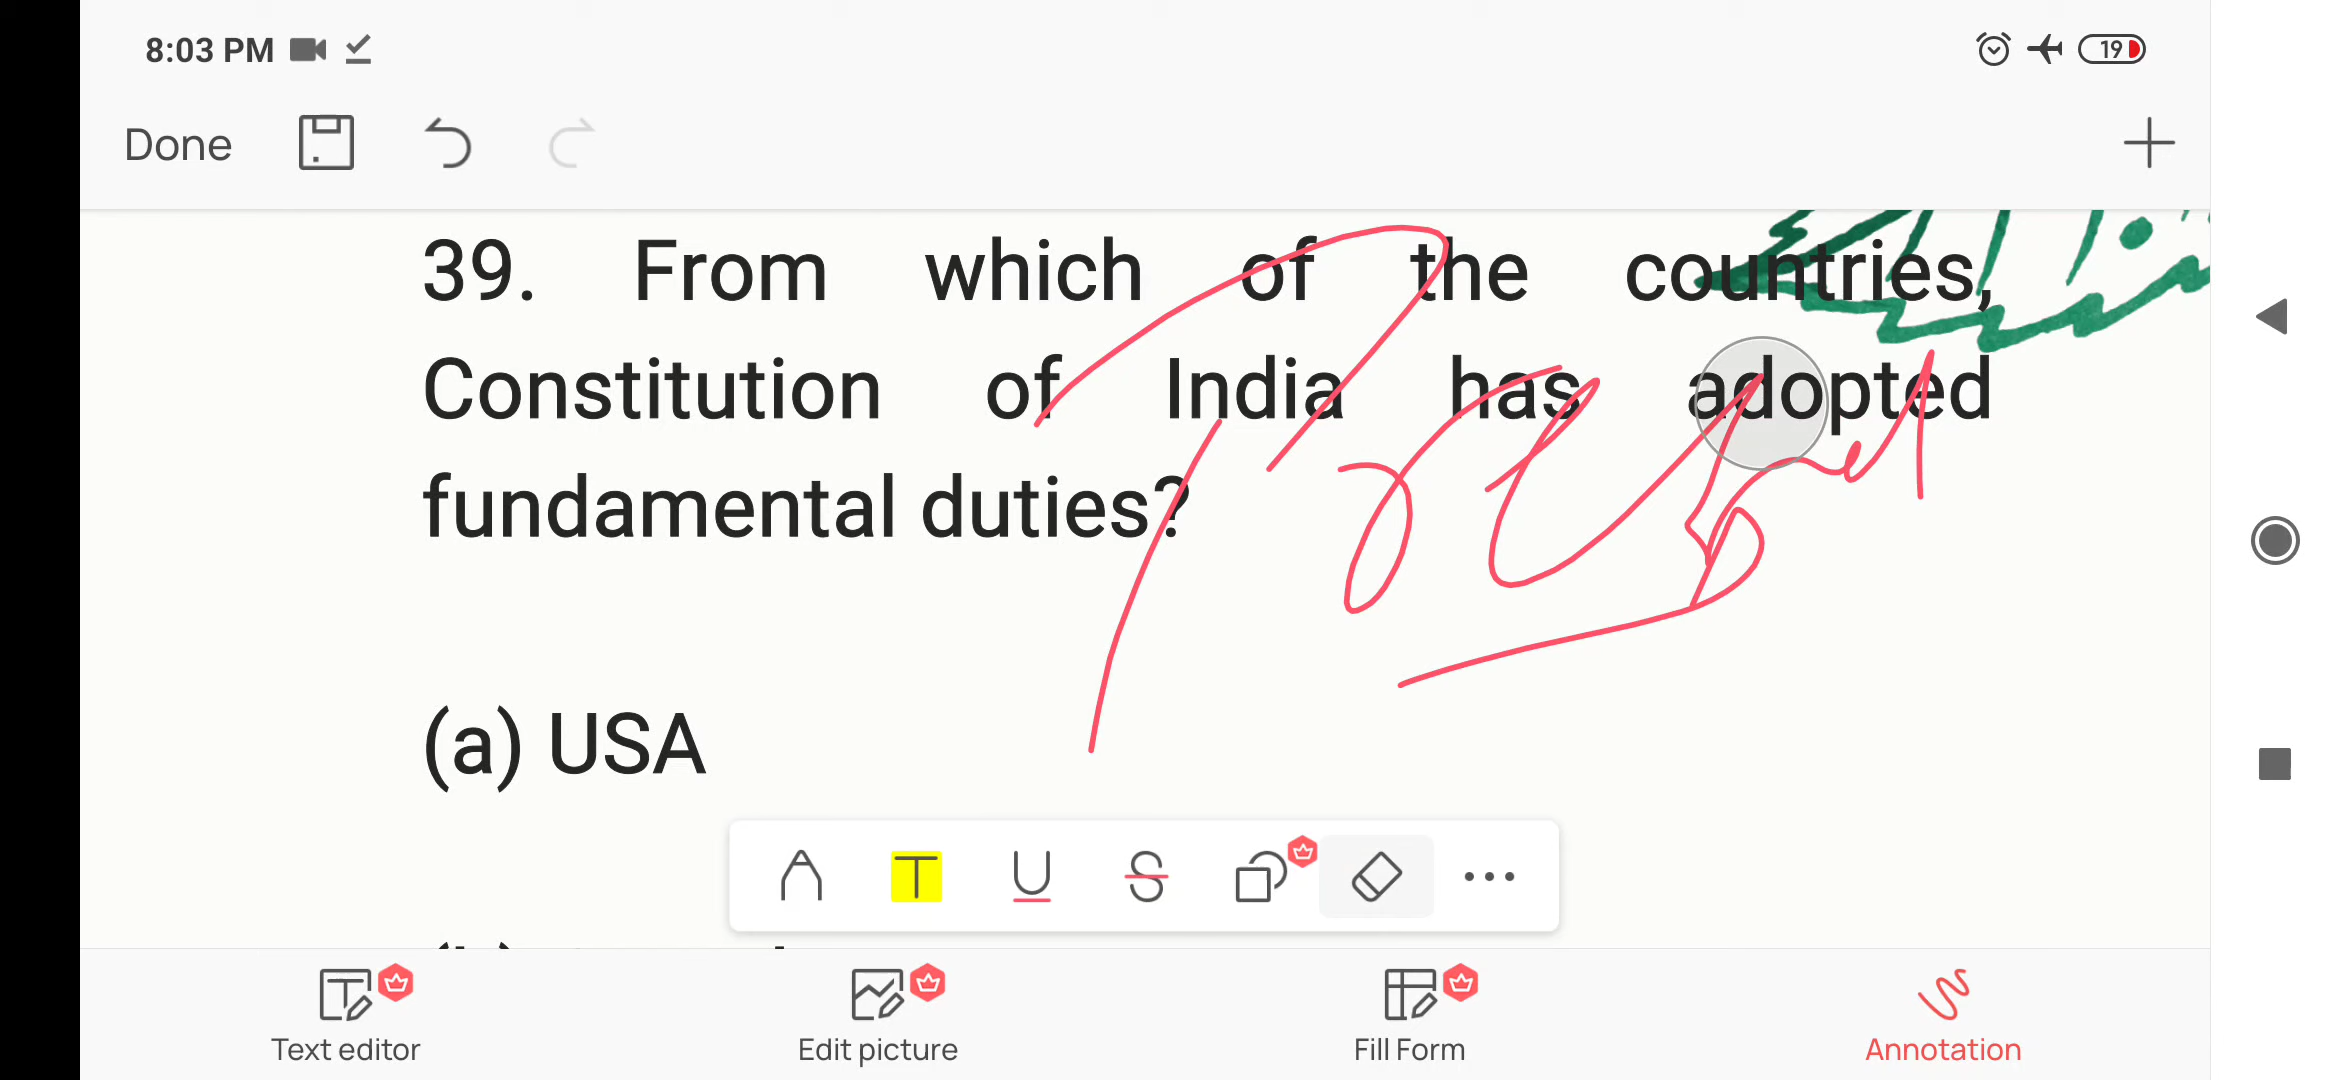 8:03 PM
19
Done
39. From which of the countries,
Constitution of India has adopted
fundamental duties?
(a) USA
Text editor
Edit picture
Fill Form
Annotation